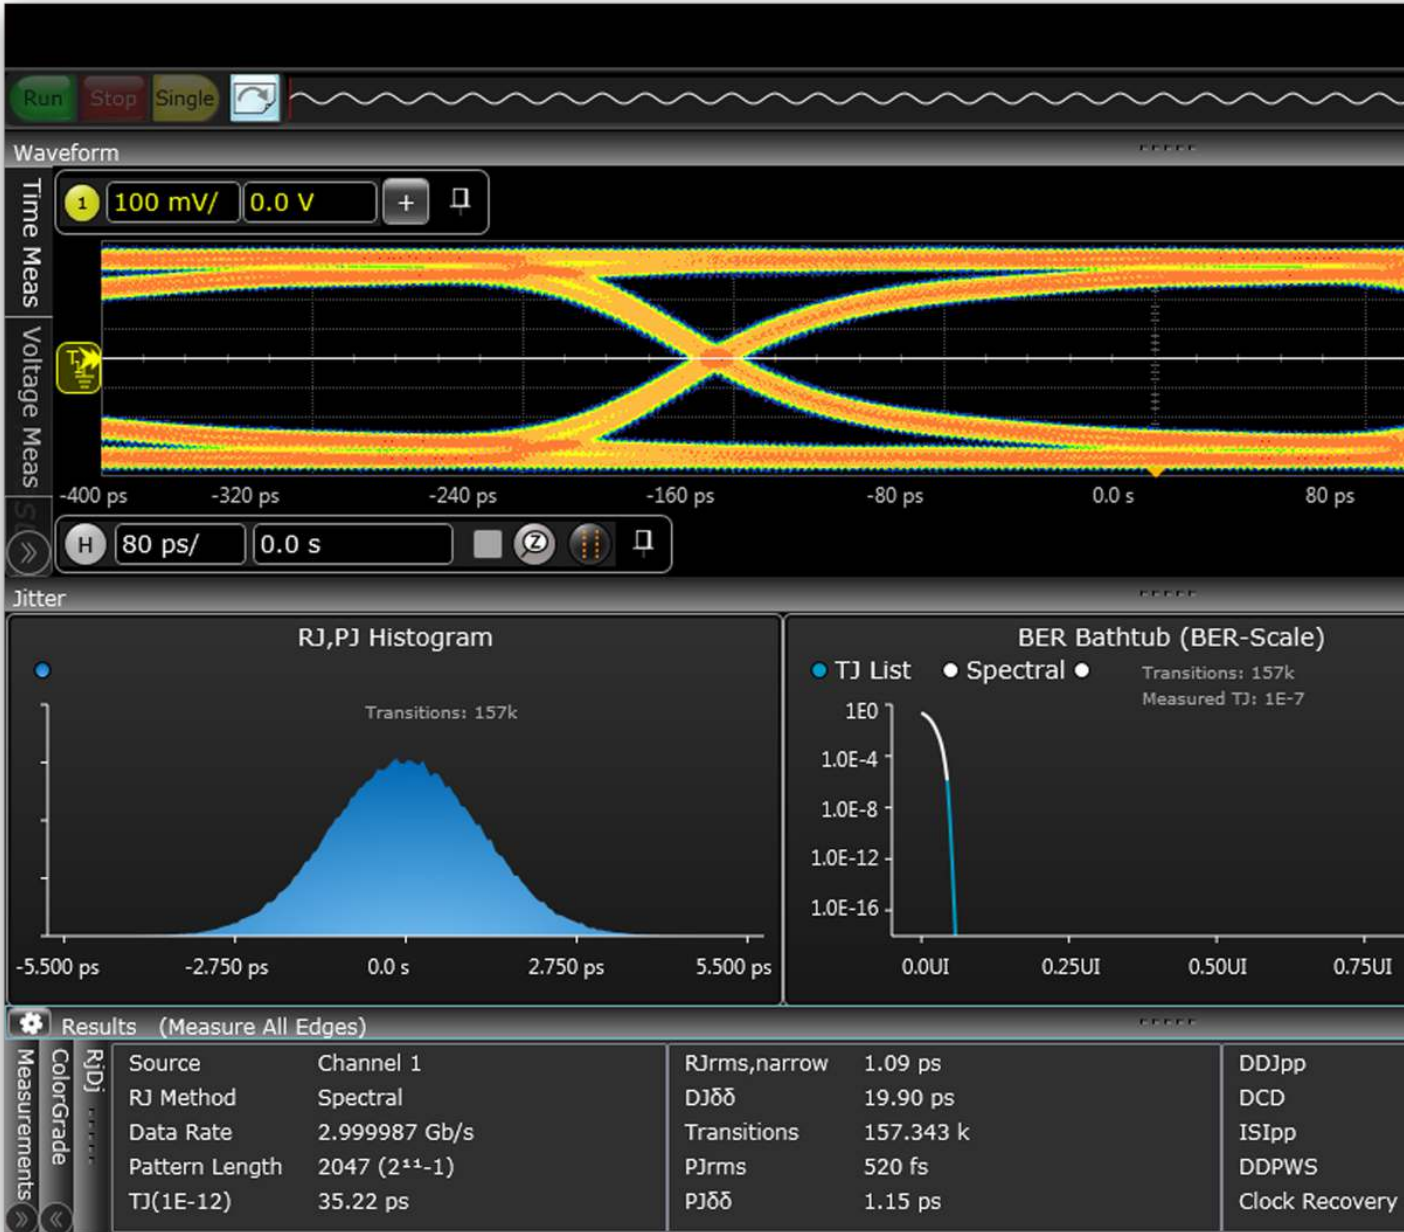 Run Stop Single
Waveform
Time Meas
Voltage Meas
1 100 mV/ 0.0 V +
T
-400 ps -320 ps -240 ps -160 ps -80 ps 0.0 s 80 ps
H 80 ps/ 0.0 s Z
Jitter
RJ,PJ Histogram
Transitions: 157k
-5.500 ps -2.750 ps 0.0 s 2.750 ps 5.500 ps
BER Bathtub (BER-Scale)
TJ List Spectral
Transitions: 157k
Measured TJ: 1E-7
1E0
1.0E-4
1.0E-8
1.0E-12
1.0E-16
0.0UI 0.25UI 0.50UI 0.75UI
Results (Measure All Edges)
Measurements
ColorGrade
RjDj
Source Channel 1
RJ Method Spectral
Data Rate 2.999987 Gb/s
Pattern Length 2047 (2¹¹-1)
TJ(1E-12) 35.22 ps
RJrms,narrow 1.09 ps
DJδδ 19.90 ps
Transitions 157.343 k
PJrms 520 fs
PJδδ 1.15 ps
DDJpp
DCD
ISIpp
DDPWS
Clock Recovery